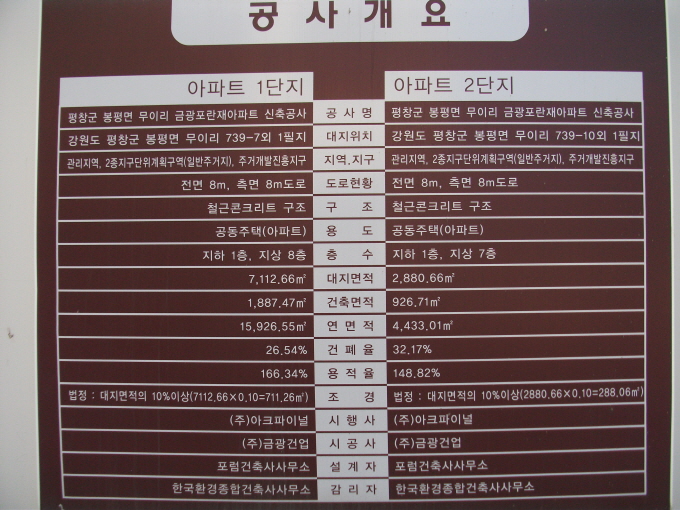 공사개요
아파트 1단지 아파트 2단지
평창군 봉평면 무이리 금광포란재아파트 신축공사 공사명 평창군 봉평면 무이리 금광포란재아파트 신축공사
강원도 평창군 봉평면 무이리 739-7외 1필지 대지위치 강원도 평창군 봉평면 무이리 739-10외 1필지
관리지역, 2종지구단위계획구역(일반주거지), 주거개발진흥지구 지역.지구 관리지역, 2종지구단위계획구역(일반주거지), 주거개발진흥지구
전면 8m, 측면 8m도로 도로현황 전면 8m, 측면 8m도로
철근콘크리트 구조 구조 철근콘크리트 구조
공동주택(아파트) 용도 공동주택(아파트)
지하 1층, 지상 8층 층수 지하 1층, 지상 7층
7,112.66㎡ 대지면적 2,880.66㎡
1,887.47㎡ 건축면적 926.71㎡
15,926.55㎡ 연면적 4,433.01㎡
26.54% 건폐율 32.17%
166.34% 용적율 148.82%
법정 : 대지면적의 10%이상(7112.66×0.10=711.26㎡) 조경 법정 : 대지면적의 10%이상(2880.66×0.10=288.06㎡)
(주)아크파이널 시행사 (주)아크파이널
(주)금광건업 시공사 (주)금광건업
포럼건축사사무소 설계자 포럼건축사사무소
한국환경종합건축사사무소 감리자 한국환경종합건축사사무소